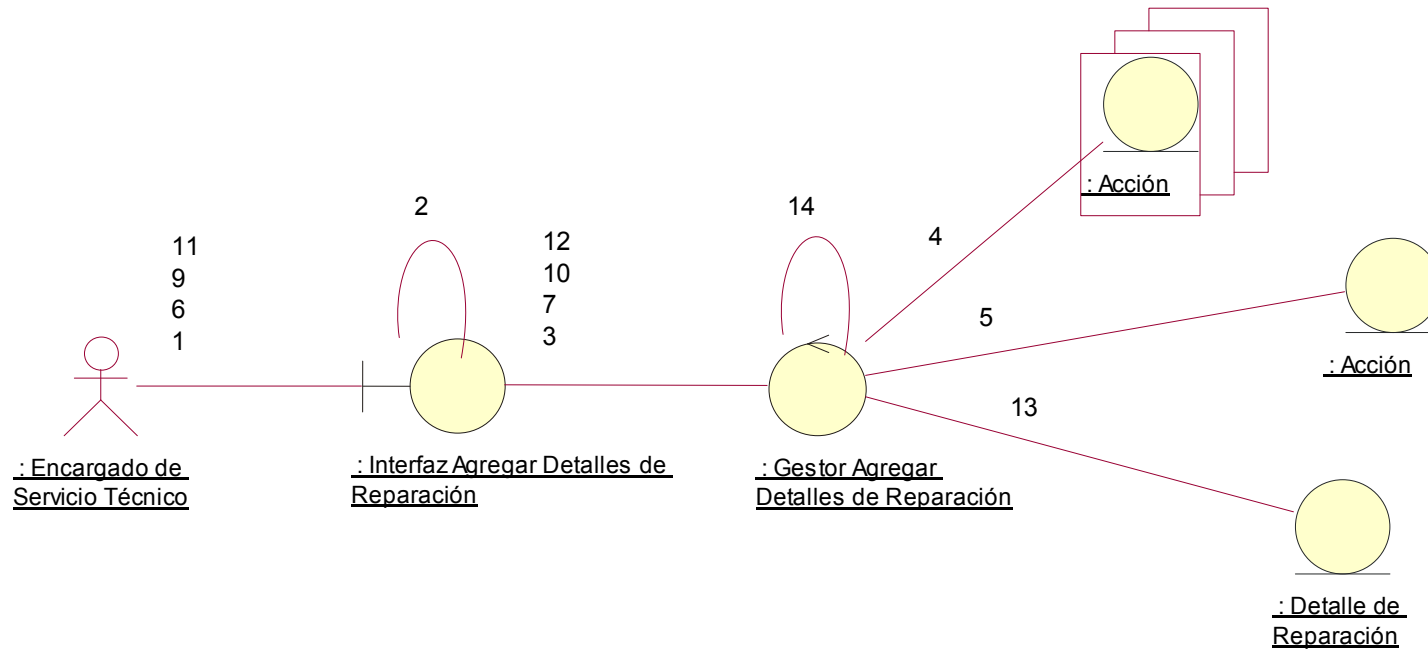 : Acción
2
14
11
12
4
9
10
6
7
5
1
3
: Acción
13
: Encargado de
Servicio Técnico
: Interfaz Agregar Detalles de
Reparación
: Gestor Agregar
Detalles de Reparación
: Detalle de
Reparación